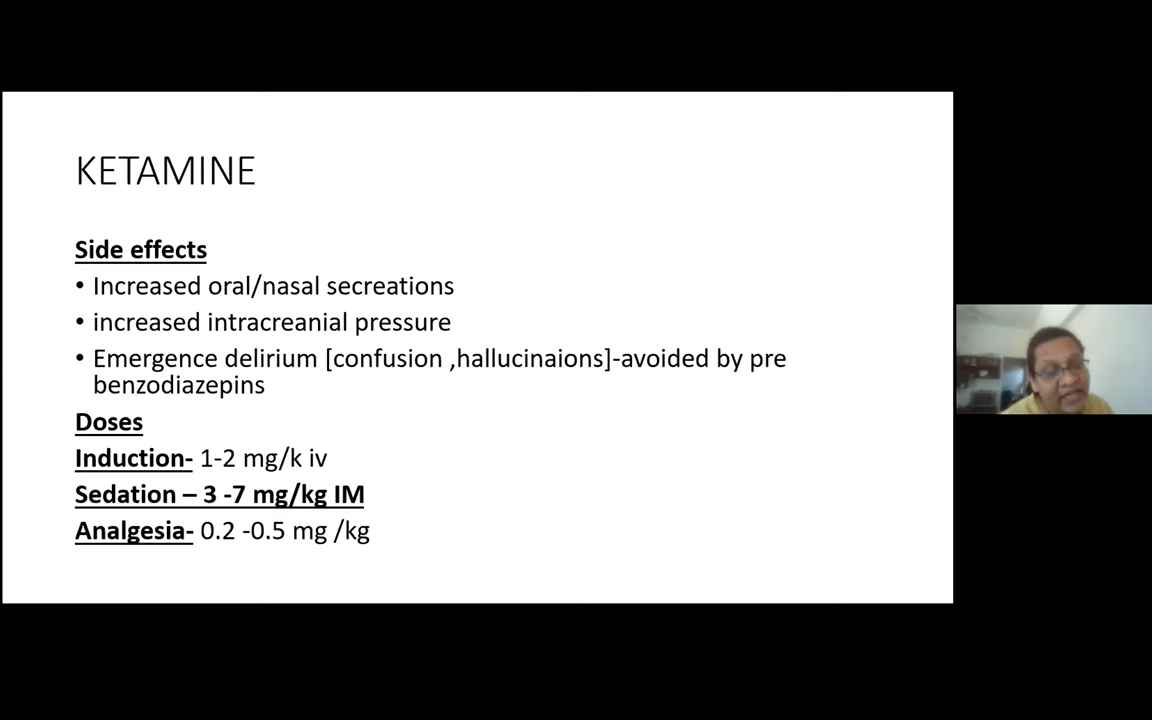 KETAMINE
Side effects
• Increased oral/nasal secreations
• increased intracreanial pressure
• Emergence delirium [confusion ,hallucinaions]-avoided by pre
benzodiazepins
Doses
Induction- 1-2 mg/k iv
Sedation – 3 -7 mg/kg IM
Analgesia- 0.2 -0.5 mg /kg